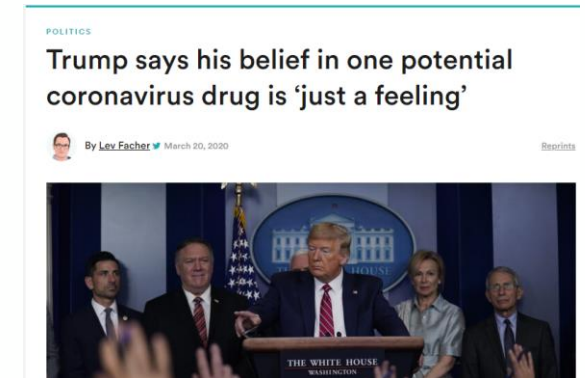 POLITICS
Trump says his belief in one potential
coronavirus drug is ‘just a feeling’
By Lev Facher March 20, 2020
Reprints
HOUSE
THE WHITE HOUSE
WASHINGTON